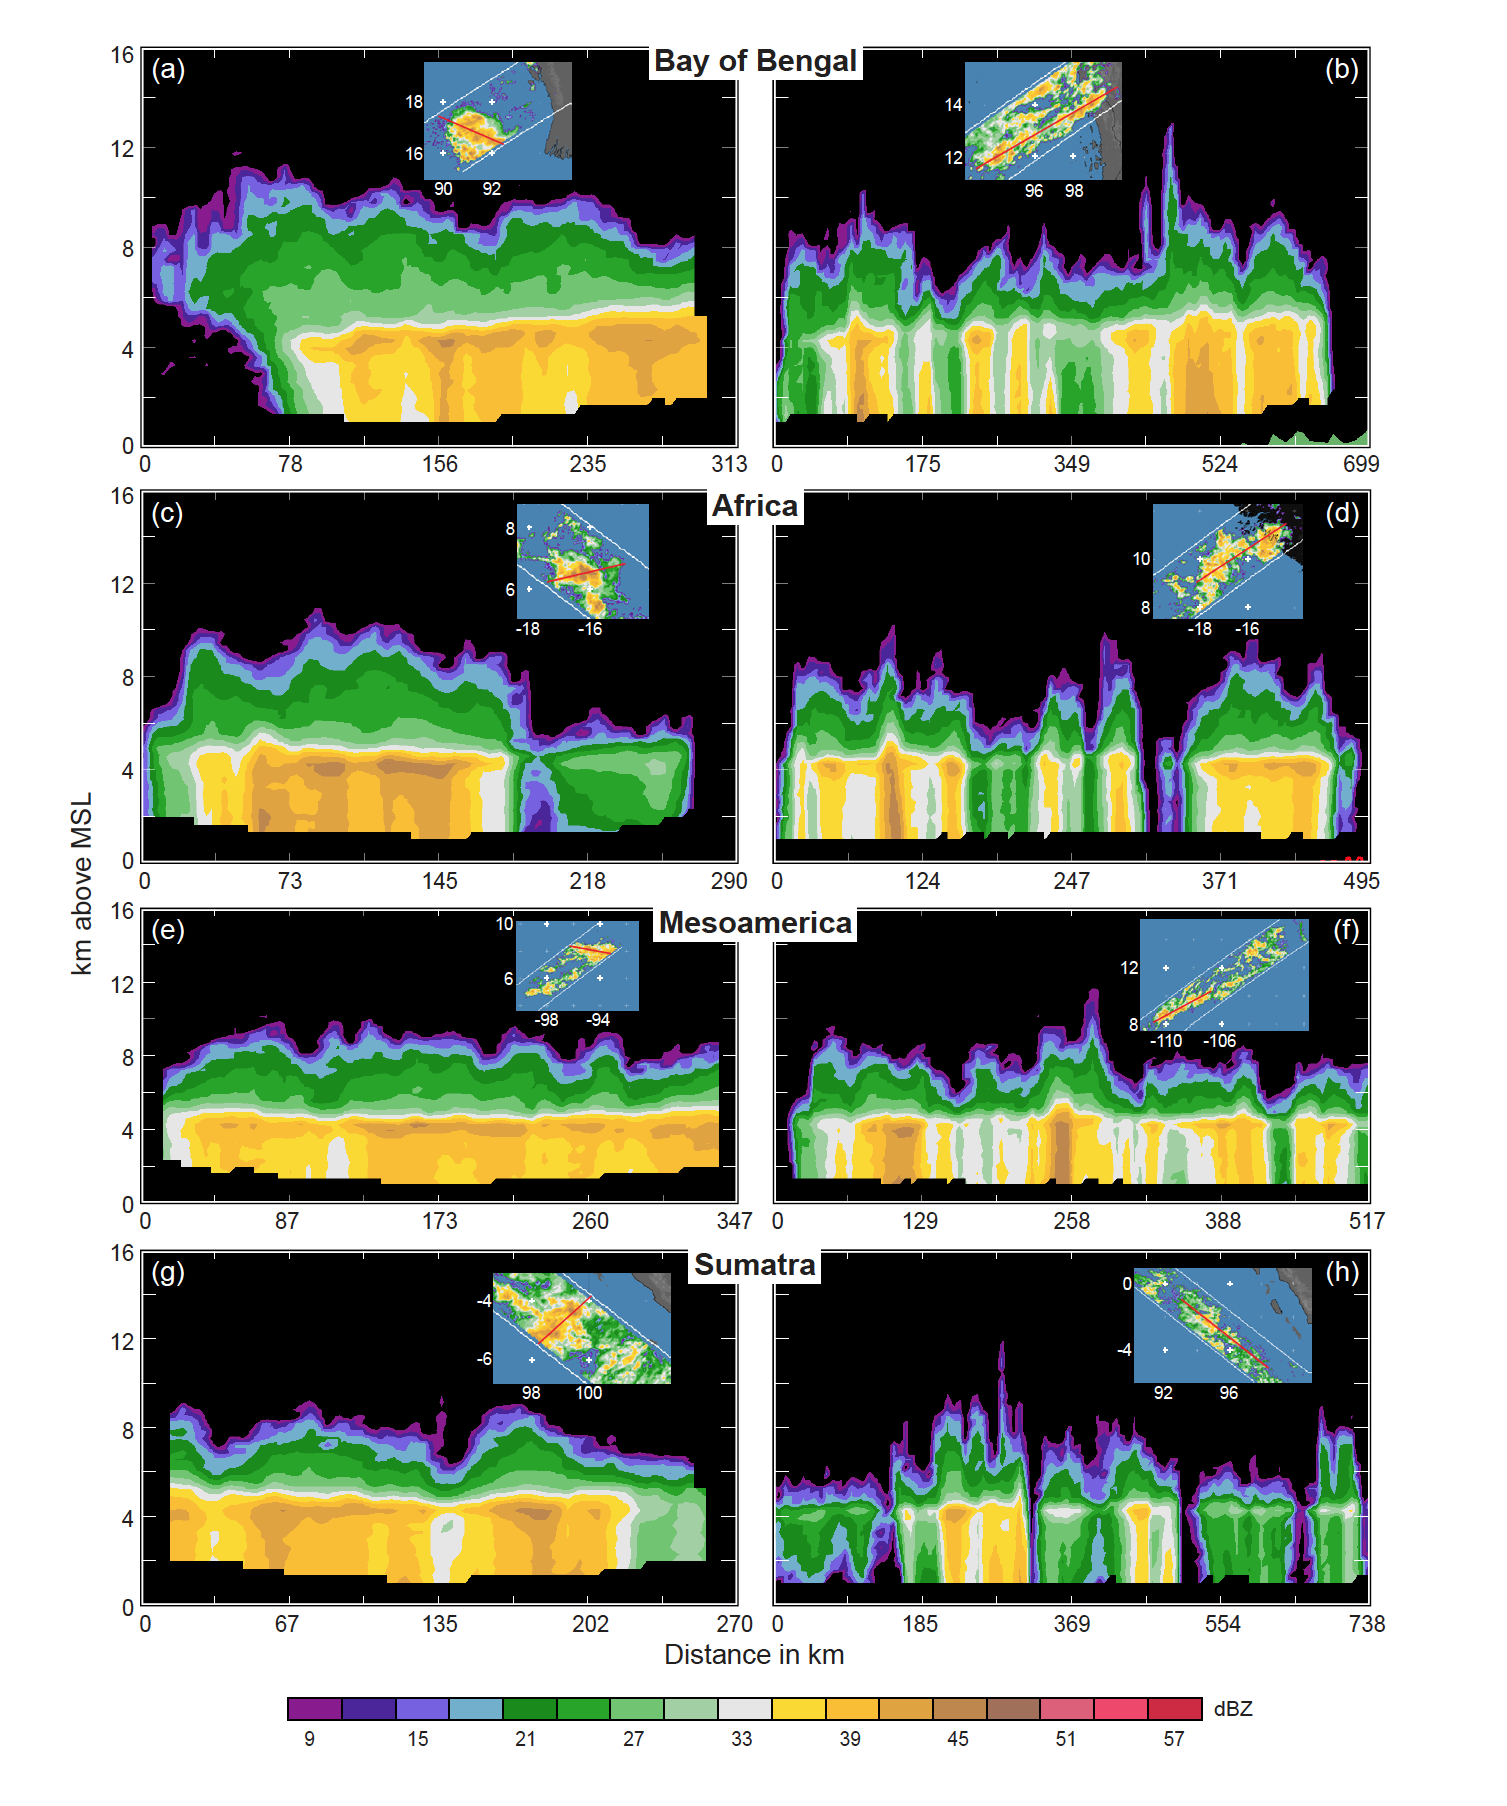 Bay of Bengal
(a)
16
12
8
4
0
18
16
90 92
0 78 156 235 313
(b)
14
12
96 98
0 175 349 524 699
Africa
(c)
16
12
8
4
0
8
6
-18 -16
0 73 145 218 290
(d)
10
8
-18 -16
0 124 247 371 495
km above MSL
Mesoamerica
(e)
16
12
8
4
0
10
6
-98 -94
0 87 173 260 347
(f)
12
8
-110 -106
0 129 258 388 517
Sumatra
(g)
16
12
8
4
0
-4
-6
98 100
0 67 135 202 270
(h)
0
-4
92 96
0 185 369 554 738
Distance in km
dBZ
9 15 21 27 33 39 45 51 57